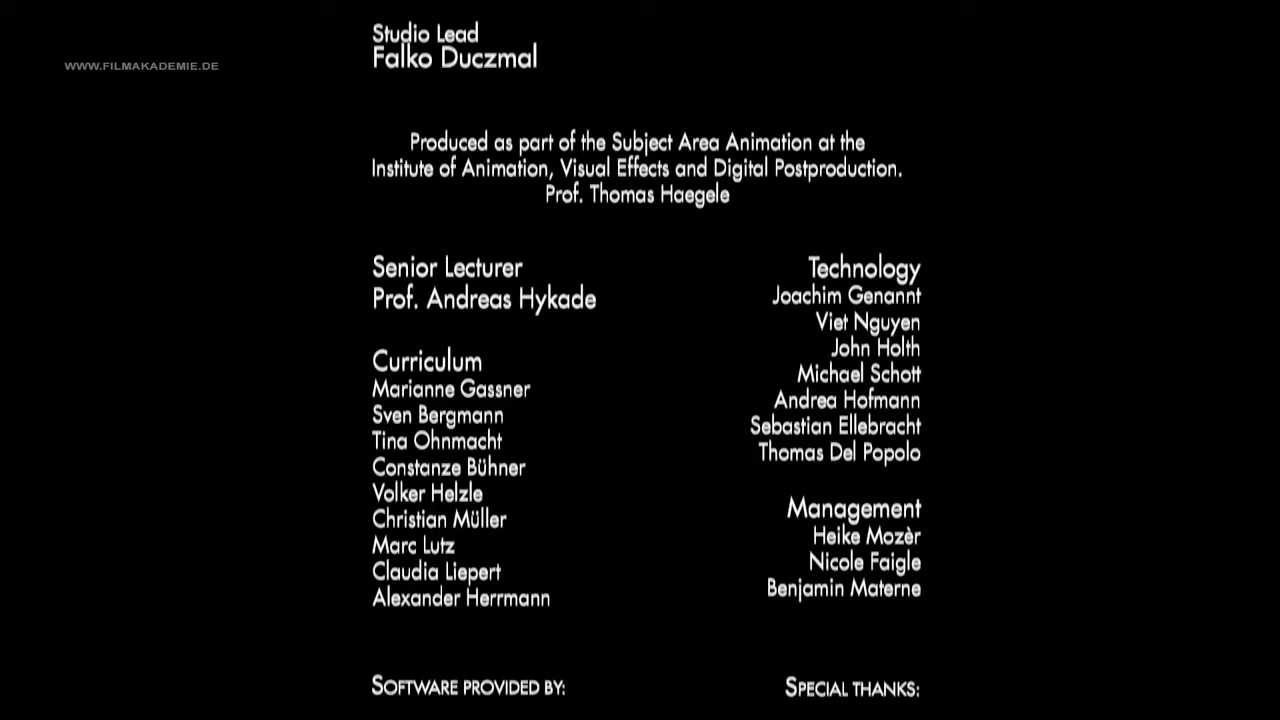 Studio Lead
Falko Duczmal
WWW.FILMAKADEMIE.DE
Produced as part of the Subject Area Animation at the
Institute of Animation, Visual Effects and Digital Postproduction.
Prof. Thomas Haegele
Senior Lecturer
Prof. Andreas Hykade
Curriculum
Marianne Gassner
Sven Bergmann
Tina Ohnmacht
Constanze Bühner
Volker Helzle
Christian Müller
Marc Lutz
Claudia Liepert
Alexander Herrmann
Technology
Joachim Genannt
Viet Nguyen
John Holth
Michael Schott
Andrea Hofmann
Sebastian Ellebracht
Thomas Del Popolo
Management
Heike Mozèr
Nicole Faigle
Benjamin Materne
SOFTWARE PROVIDED BY:
SPECIAL THANKS: